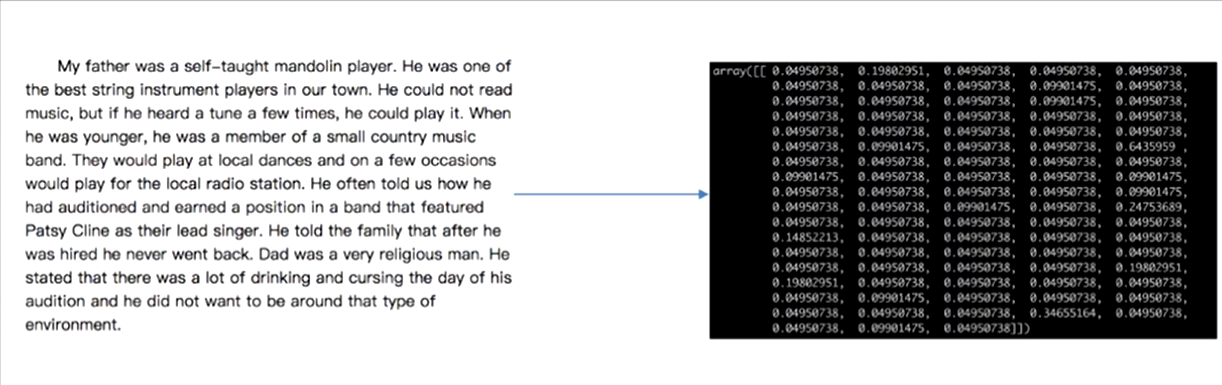 My father was a self-taught mandolin player. He was one of
the best string instrument players in our town. He could not read
music, but if he heard a tune a few times, he could play it. When
he was younger, he was a member of a small country music
band. They would play at local dances and on a few occasions
would play for the local radio station. He often told us how he
had auditioned and earned a position in a band that featured
Patsy Cline as their lead singer. He told the family that after he
was hired he never went back. Dad was a very religious man. He
stated that there was a lot of drinking and cursing the day of his
audition and he did not want to be around that type of
environment.
array([[ 0.04950738, 0.19802951, 0.04950738, 0.04950738, 0.04950738,
0.04950738, 0.04950738, 0.04950738, 0.09901475, 0.04950738,
0.04950738, 0.04950738, 0.04950738, 0.09901475, 0.04950738,
0.04950738, 0.04950738, 0.04950738, 0.04950738, 0.04950738,
0.04950738, 0.04950738, 0.04950738, 0.04950738, 0.04950738,
0.04950738, 0.09901475, 0.04950738, 0.04950738, 0.6435959 ,
0.04950738, 0.04950738, 0.04950738, 0.04950738, 0.04950738,
0.09901475, 0.04950738, 0.04950738, 0.04950738, 0.09901475,
0.04950738, 0.04950738, 0.04950738, 0.04950738, 0.09901475,
0.04950738, 0.04950738, 0.09901475, 0.04950738, 0.24753689,
0.04950738, 0.04950738, 0.04950738, 0.04950738, 0.04950738,
0.14852213, 0.04950738, 0.04950738, 0.04950738, 0.04950738,
0.04950738, 0.04950738, 0.04950738, 0.04950738, 0.04950738,
0.04950738, 0.04950738, 0.04950738, 0.04950738, 0.19802951,
0.19802951, 0.04950738, 0.04950738, 0.04950738, 0.04950738,
0.04950738, 0.09901475, 0.04950738, 0.04950738, 0.04950738,
0.04950738, 0.04950738, 0.04950738, 0.34655164, 0.04950738,
0.04950738, 0.09901475, 0.04950738]])